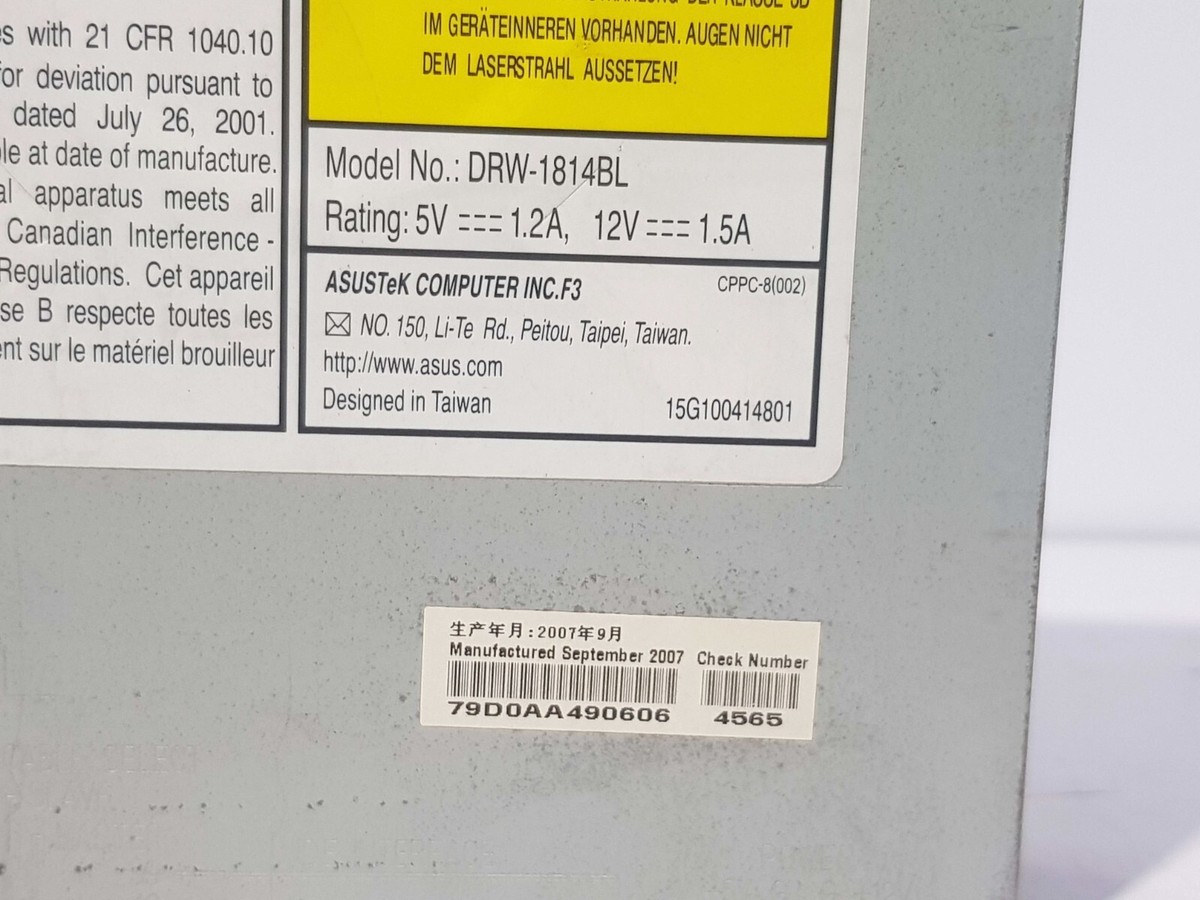 s with 21 CFR 1040.10
for deviation pursuant to
dated July 26, 2001.
le at date of manufacture.
al apparatus meets all
Canadian Interference -
Regulations. Cet appareil
se B respecte toutes les
nt sur le matériel brouilleur
IM GERÄTEINNEREN VORHANDEN. AUGEN NICHT
DEM LASERSTRAHL AUSSETZEN!
Model No.: DRW-1814BL
Rating: 5V ⎓ 1.2A, 12V ⎓ 1.5A
ASUSTeK COMPUTER INC.F3 CPPC-8(002)
NO. 150, Li-Te Rd., Peitou, Taipei, Taiwan.
http://www.asus.com
Designed in Taiwan 15G100414801
生产年月:2007年9月
Manufactured September 2007 Check Number
79D0AA490606 4565